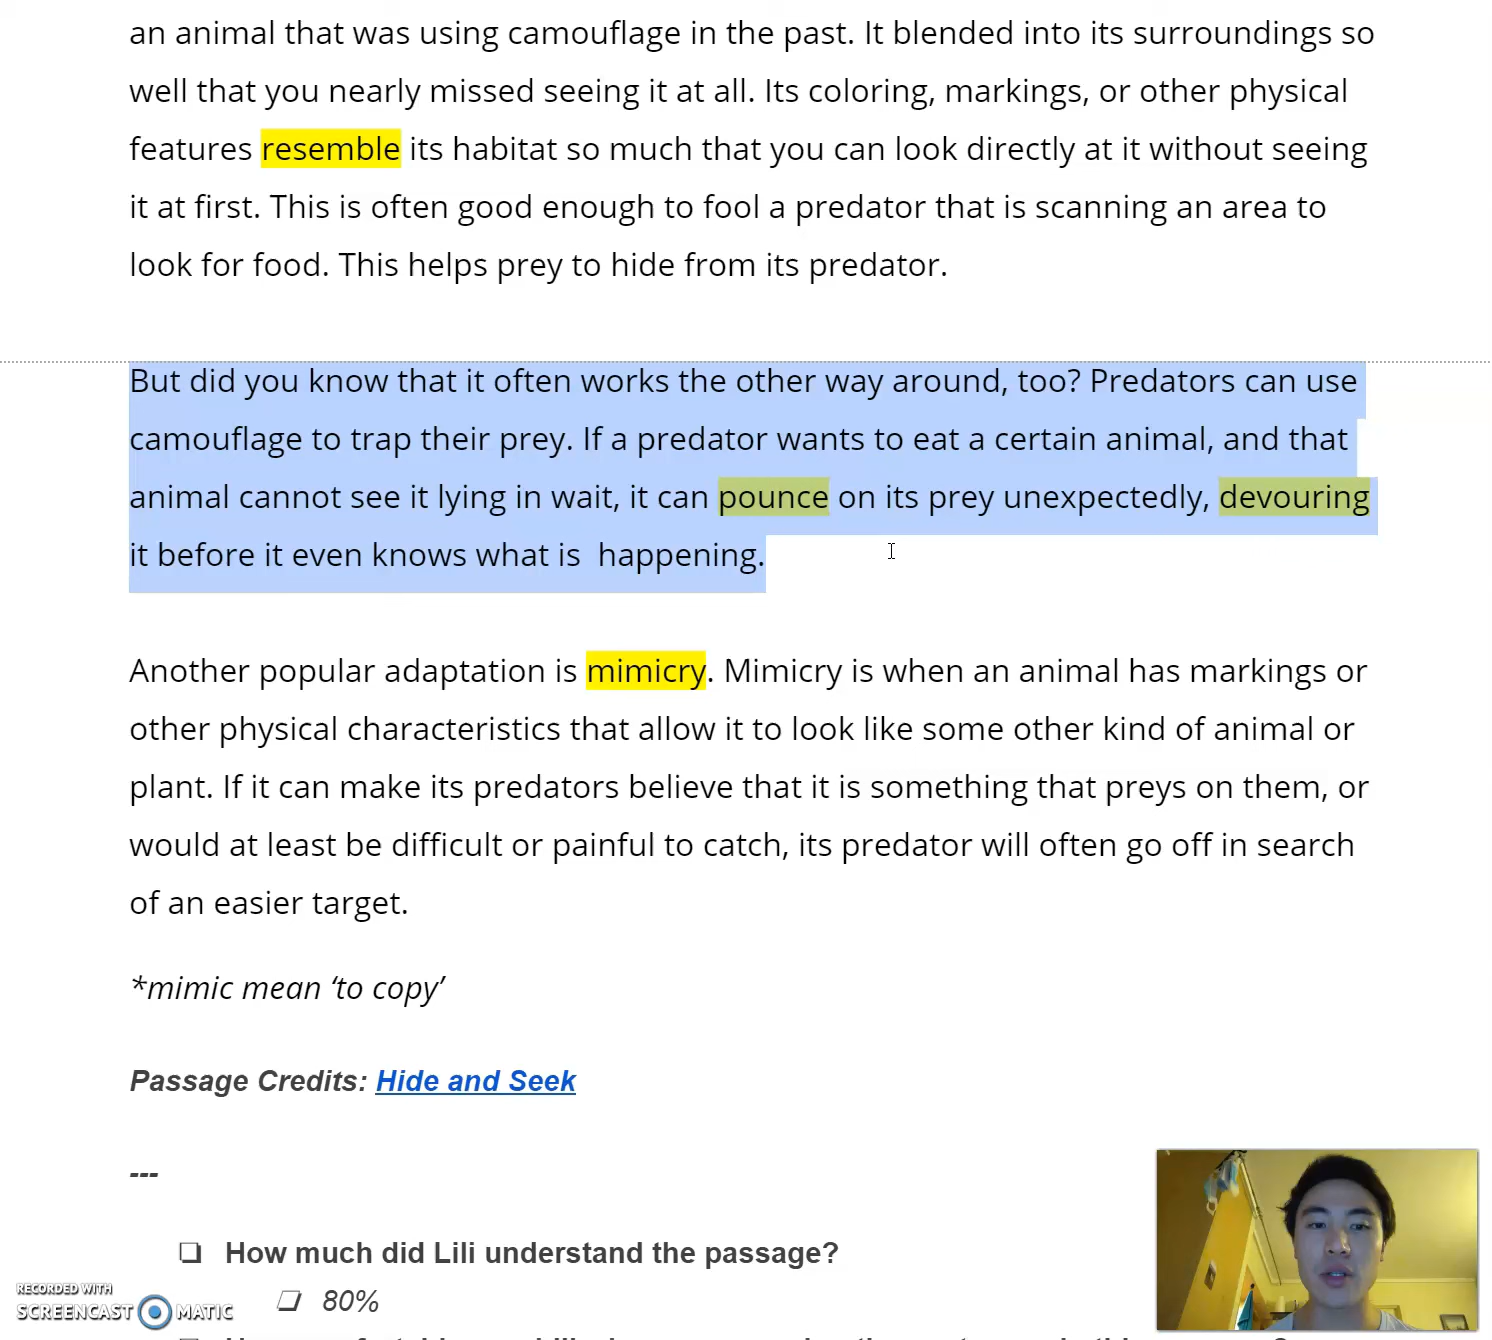 an animal that was using camouflage in the past. It blended into its surroundings so
well that you nearly missed seeing it at all. Its coloring, markings, or other physical
features resemble its habitat so much that you can look directly at it without seeing
it at first. This is often good enough to fool a predator that is scanning an area to
look for food. This helps prey to hide from its predator.
But did you know that it often works the other way around, too? Predators can use
camouflage to trap their prey. If a predator wants to eat a certain animal, and that
animal cannot see it lying in wait, it can pounce on its prey unexpectedly, devouring
it before it even knows what is  happening.
Another popular adaptation is mimicry. Mimicry is when an animal has markings or
other physical characteristics that allow it to look like some other kind of animal or
plant. If it can make its predators believe that it is something that preys on them, or
would at least be difficult or painful to catch, its predator will often go off in search
of an easier target.
*mimic mean ‘to copy’
Passage Credits: Hide and Seek
---
❏ How much did Lili understand the passage?
❏ 80%
RECORDED WITH
SCREENCAST MATIC